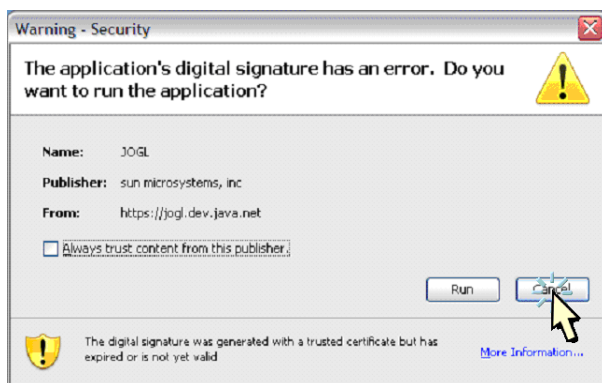 Warning - Security
The application's digital signature has an error. Do you
want to run the application?
Name: JOGL
Publisher: sun microsystems, inc
From: https://jogl.dev.java.net
Always trust content from this publisher.
Run Cancel
The digital signature was generated with a trusted certificate but has
expired or is not yet valid
More Information...